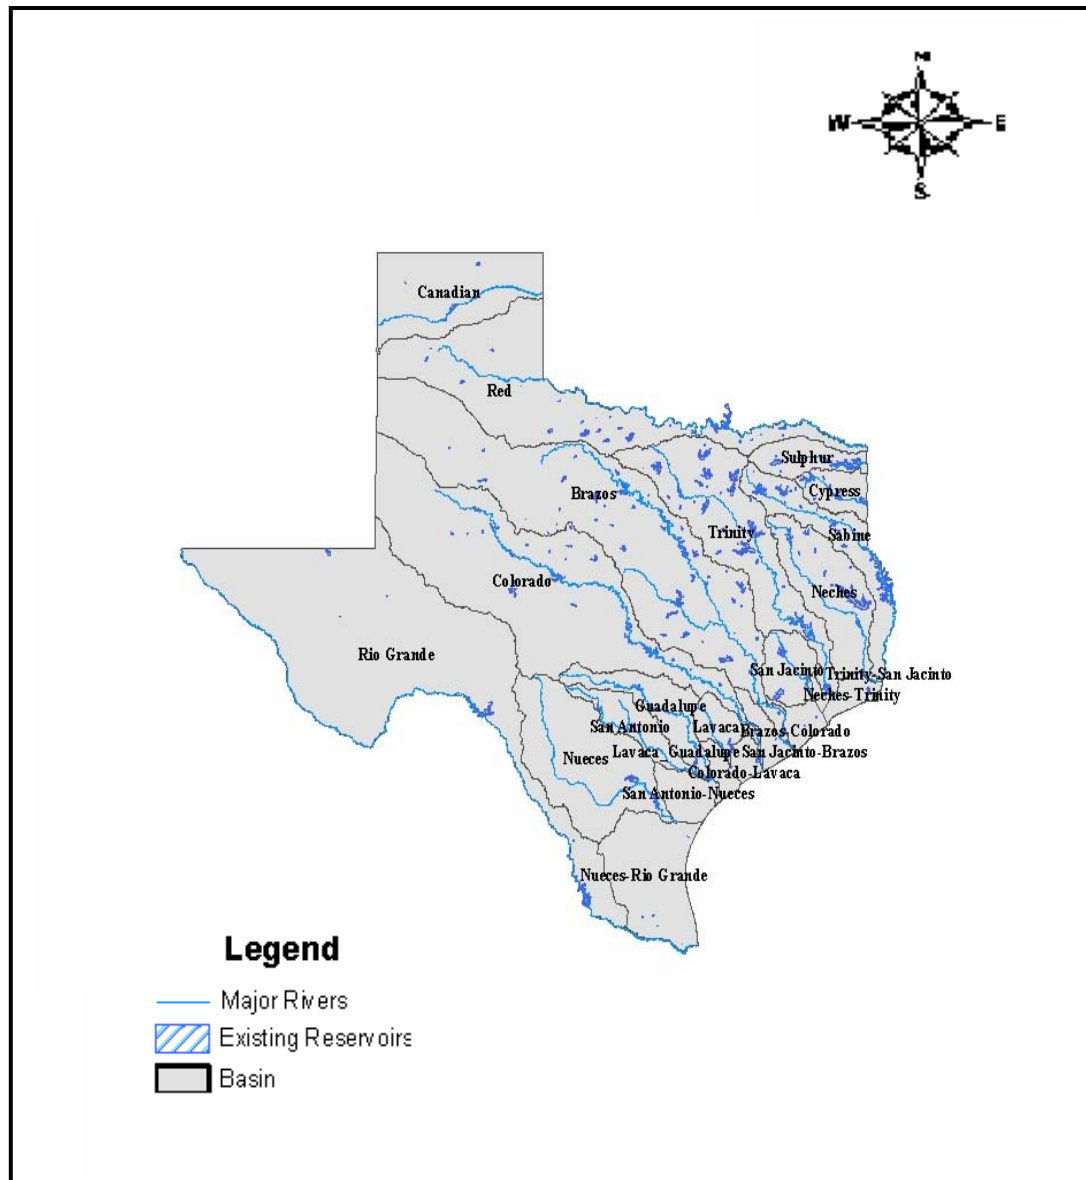 N
W E
S
Canadian
Red
Sulphur
Cypress
Brazos
Trinity
Sabine
Colorado
Neches
Rio Grande
San Jacinto
Trinity-San Jacinto
Neches-Trinity
Guadalupe
San Antonio
Lavaca
Brazos-Colorado
Nueces
Lavaca_Guadalupe
San Jacinto-Brazos
Colorado-Lavaca
San Antonio-Nueces
Nueces-Rio Grande
Legend
Major Rivers
Existing Reservoirs
Basin